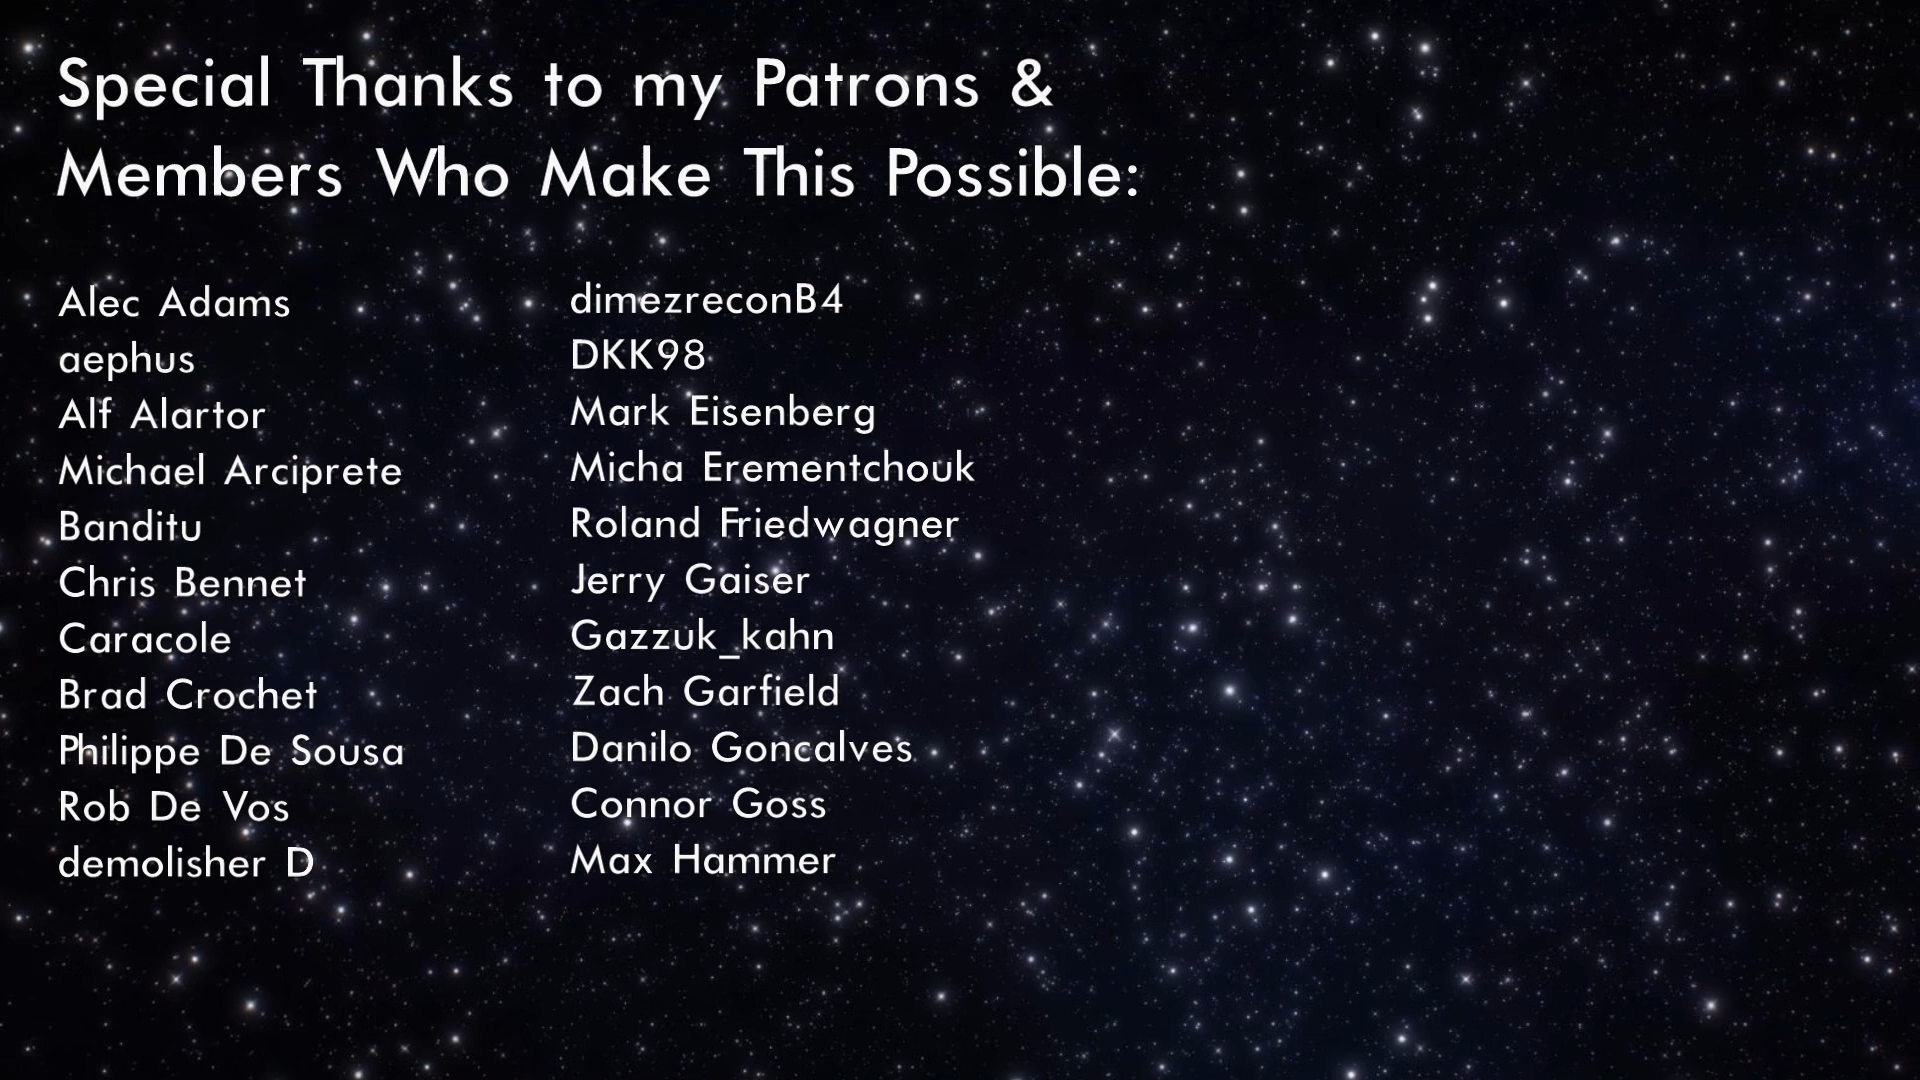 Special Thanks to my Patrons &
Members Who Make This Possible:
Alec Adams
aephus
Alf Alartor
Michael Arciprete
Banditu
Chris Bennet
Caracole
Brad Crochet
Philippe De Sousa
Rob De Vos
demolisher D
dimezreconB4
DKK98
Mark Eisenberg
Micha Erementchouk
Roland Friedwagner
Jerry Gaiser
Gazzuk_kahn
Zach Garfield
Danilo Goncalves
Connor Goss
Max Hammer